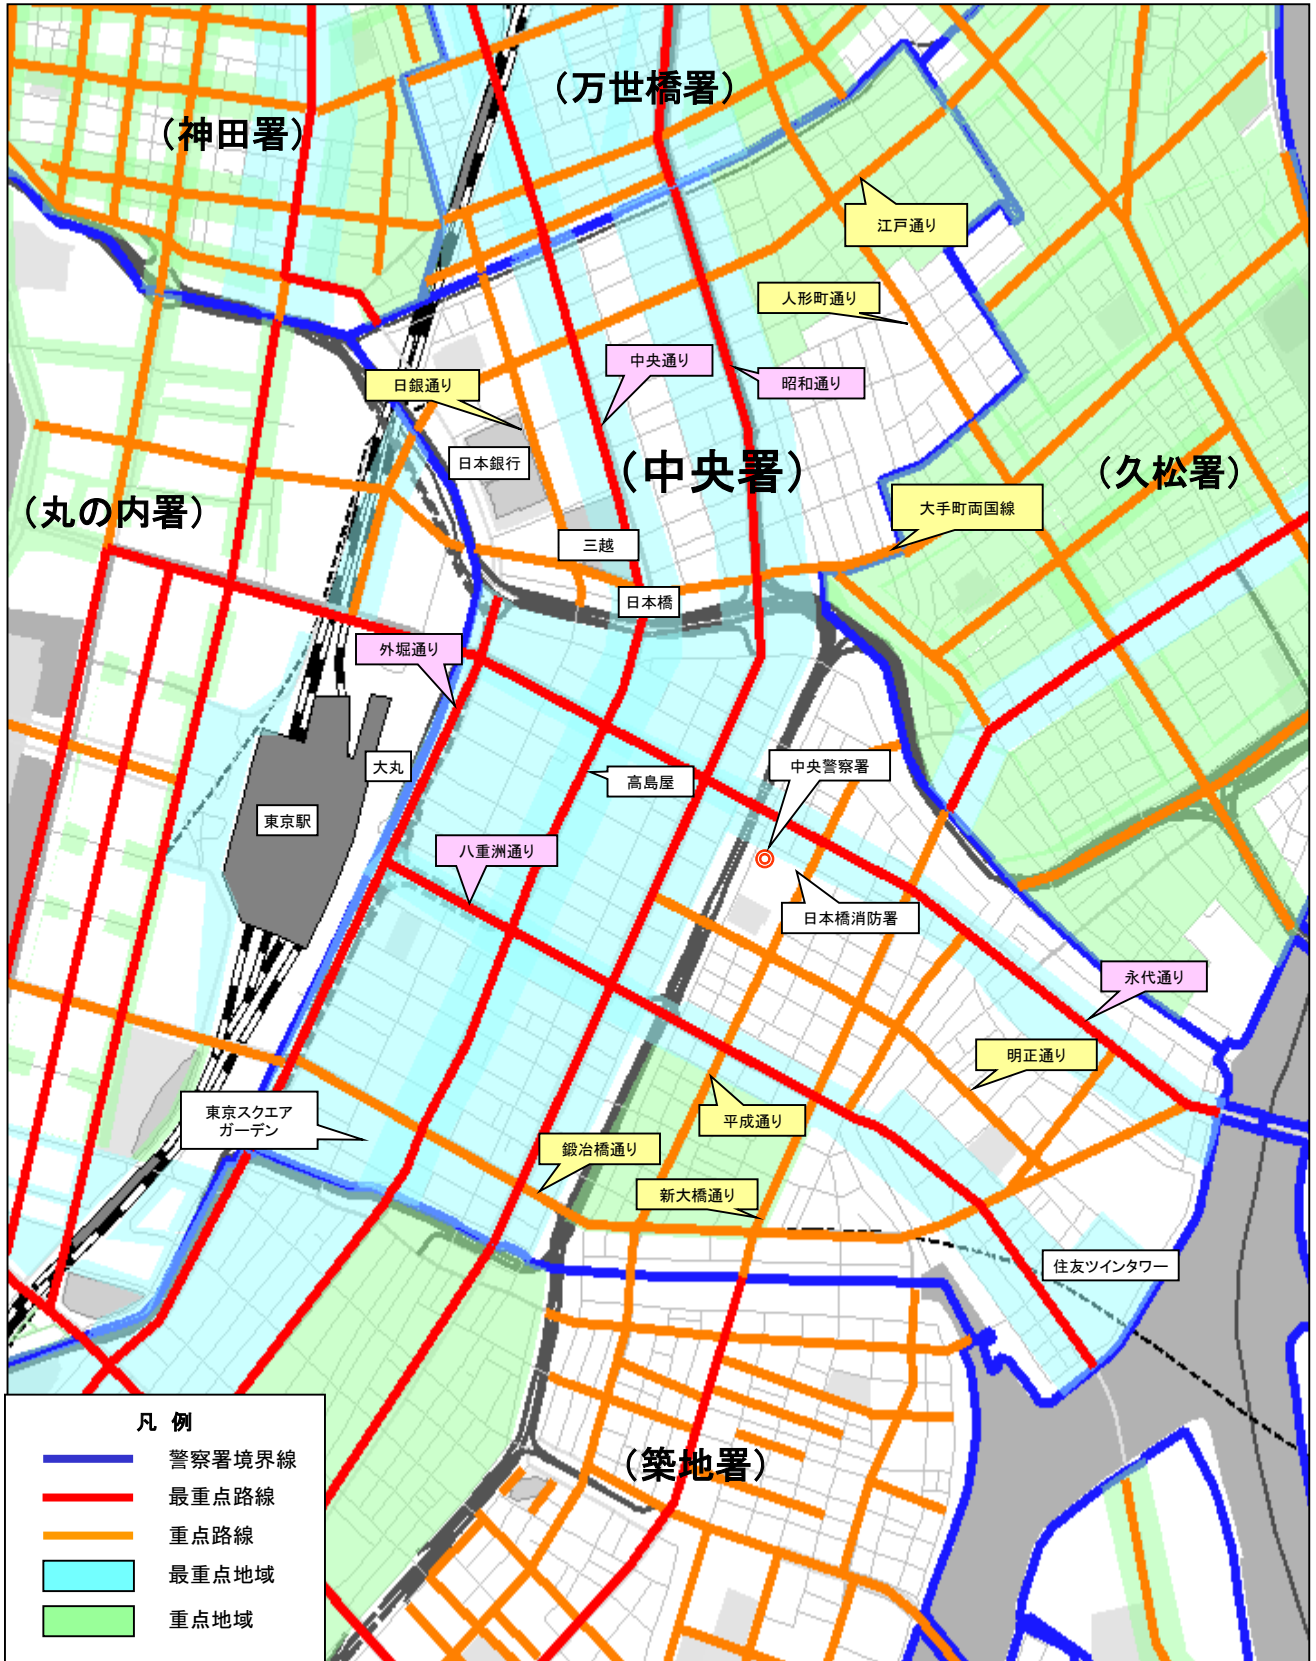 （万世橋署）
（神田署）
江戸通り
人形町通り
中央通り
昭和通り
日銀通り
日本銀行
（中央署）
（久松署）
（丸の内署）
大手町両国線
三越
日本橋
外堀通り
大丸
高島屋
中央警察署
東京駅
八重洲通り
日本橋消防署
永代通り
明正通り
東京スクエア
ガーデン
平成通り
鍛冶橋通り
新大橋通り
住友ツインタワー
（築地署）
凡 例
警察署境界線
最重点路線
重点路線
最重点地域
重点地域